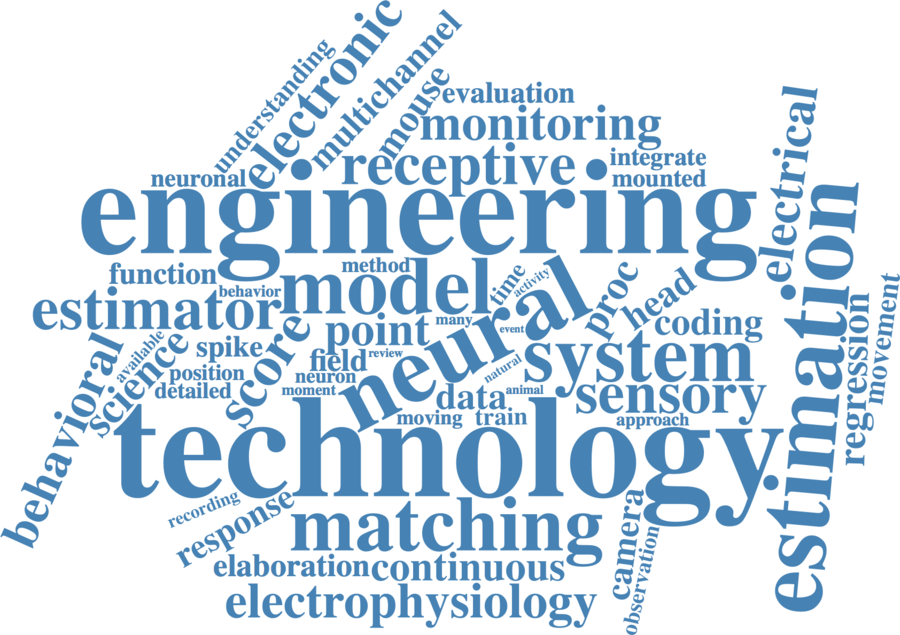 electronic
understanding
multichannel
mouse
evaluation
monitoring
electrical
receptive
integrate
mounted
neuronal
engineering
estimation
function
method
model
time
activity
proc
head
behavior
estimator
many
neural
event
coding
regression
movement
point
score
available
science
spike
field
review
system
behavioral
position
neuron
natural
detailed
moment
data
animal
sensory
moving
train
approach
technology
recording
response
matching
camera
observation
elaboration
continuous
electrophysiology